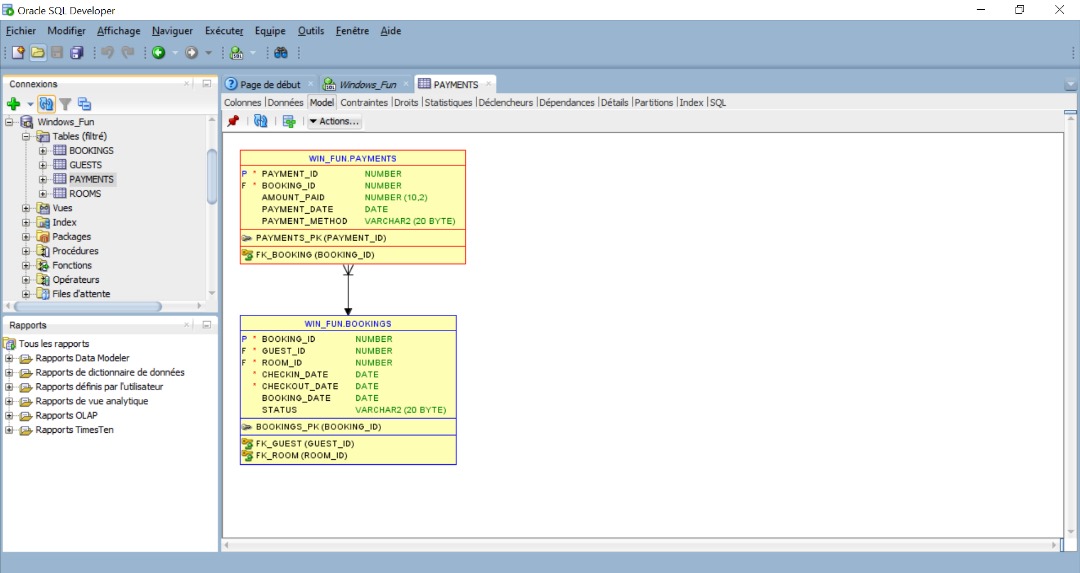 Oracle SQL Developer
Fichier Modifier Affichage Naviguer Exécuter Equipe Outils Fenêtre Aide
Connexions
Windows_Fun
Tables (filtré)
BOOKINGS
GUESTS
PAYMENTS
ROOMS
Vues
Index
Packages
Procédures
Fonctions
Opérateurs
Files d'attente
Rapports
Tous les rapports
Rapports Data Modeler
Rapports de dictionnaire de données
Rapports définis par l'utilisateur
Rapports de vue analytique
Rapports OLAP
Rapports TimesTen
Page de début Windows_Fun PAYMENTS
Colonnes |Données |Model |Contraintes |Droits |Statistiques |Déclencheurs |Dépendances |Détails |Partitions |Index |SQL
Actions...
WIN_FUN.PAYMENTS
P * PAYMENT_ID NUMBER
F * BOOKING_ID NUMBER
AMOUNT_PAID NUMBER (10,2)
PAYMENT_DATE DATE
PAYMENT_METHOD VARCHAR2 (20 BYTE)
PAYMENTS_PK (PAYMENT_ID)
FK_BOOKING (BOOKING_ID)
WIN_FUN.BOOKINGS
P * BOOKING_ID NUMBER
F * GUEST_ID NUMBER
F * ROOM_ID NUMBER
* CHECKIN_DATE DATE
* CHECKOUT_DATE DATE
BOOKING_DATE DATE
STATUS VARCHAR2 (20 BYTE)
BOOKINGS_PK (BOOKING_ID)
FK_GUEST (GUEST_ID)
FK_ROOM (ROOM_ID)